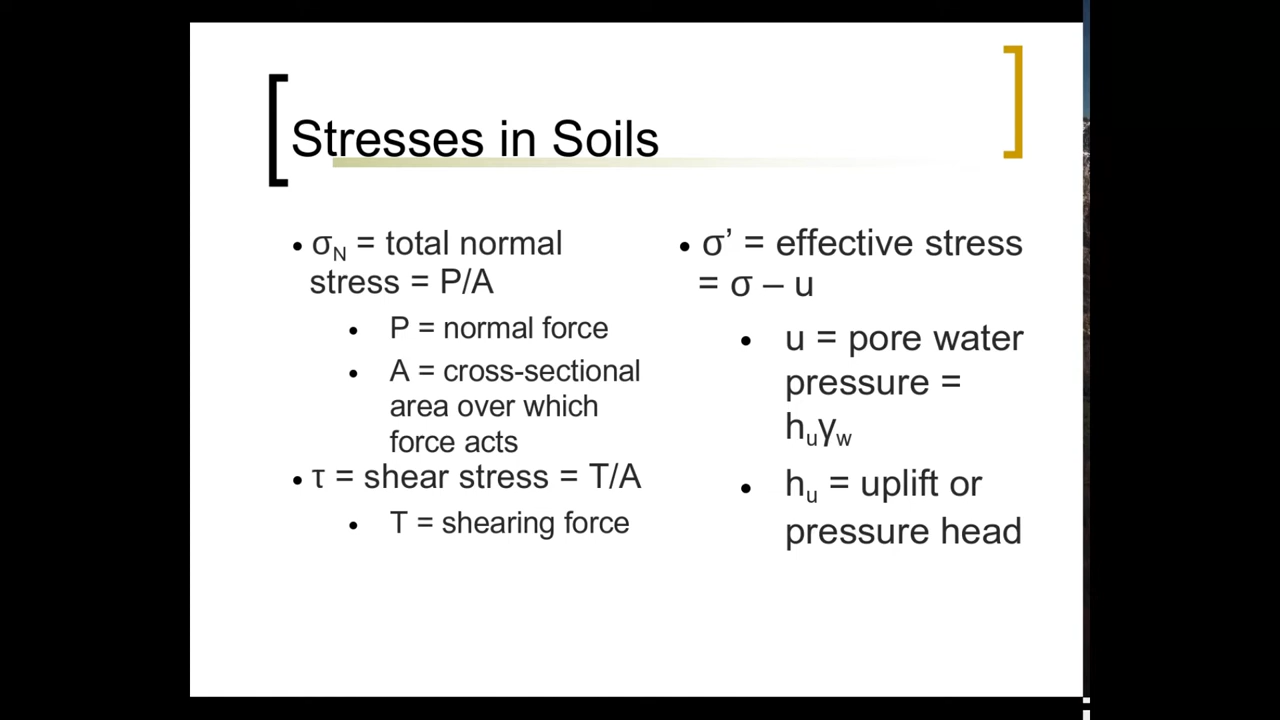 Stresses in Soils
• σN = total normal
stress = P/A
• P = normal force
• A = cross-sectional
area over which
force acts
• τ = shear stress = T/A
• T = shearing force
• σ’ = effective stress
= σ – u
• u = pore water
pressure =
huγw
• hu = uplift or
pressure head